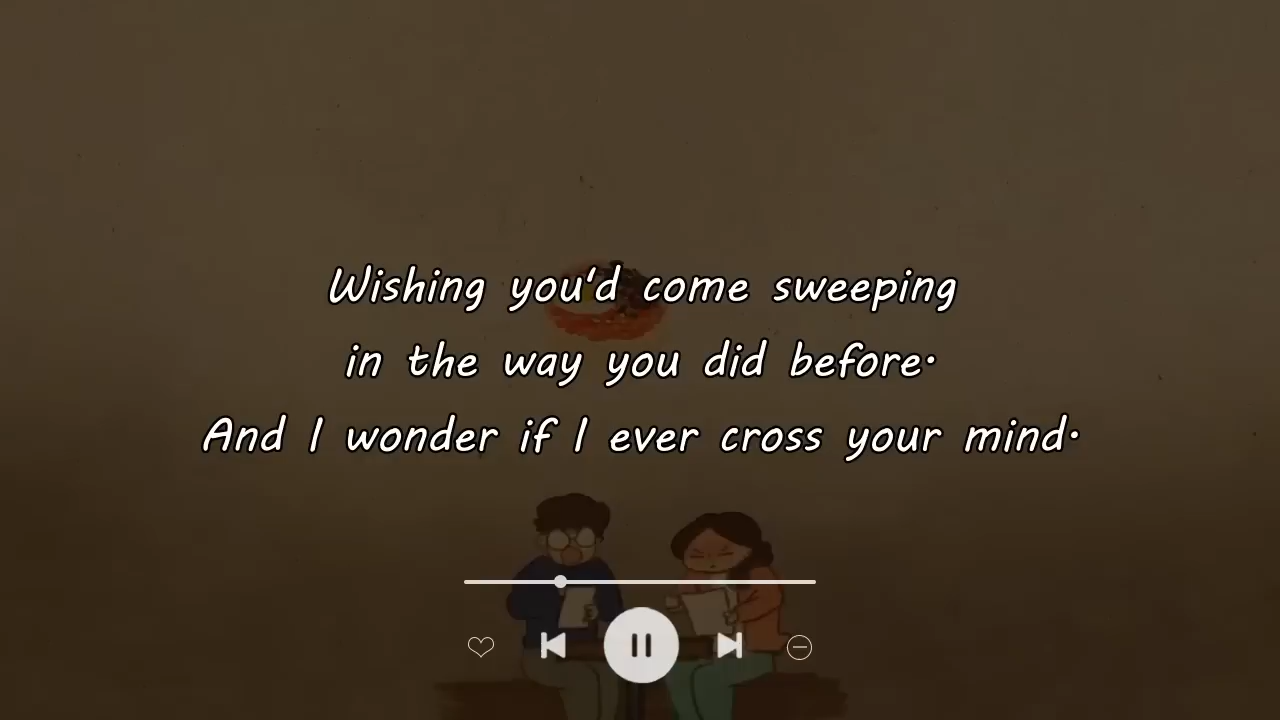 Wishing you'd come sweeping
in the way you did before.
And I wonder if I ever cross your mind.